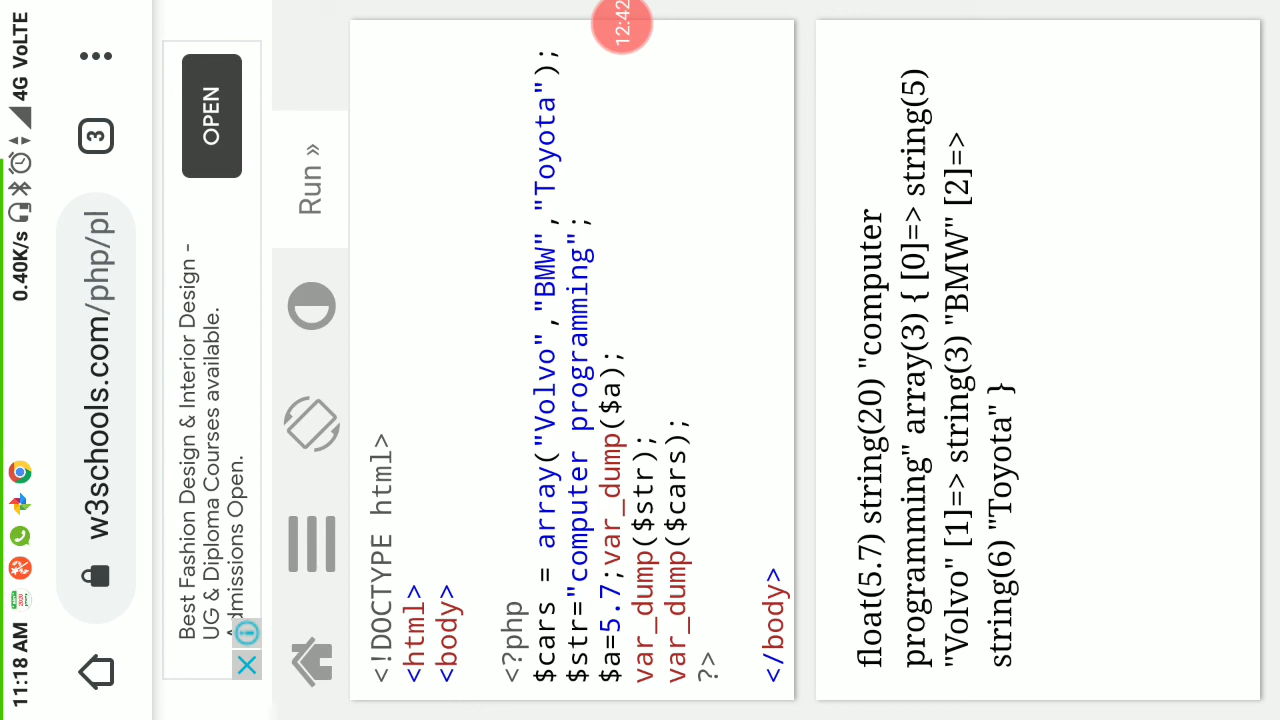 11:18 AM
0.40K/s
4G VoLTE
w3schools.com/php/pl
3
Best Fashion Design & Interior Design -
UG & Diploma Courses available.
Admissions Open.
OPEN
Run »
12:42
<!DOCTYPE html>
<html>
<body>
<?php
$cars = array("Volvo","BMW","Toyota");
$str="computer programming";
$a=5.7;var_dump($a);
var_dump($str);
var_dump($cars);
?>
</body>
float(5.7) string(20) "computer
programming" array(3) { [0]=> string(5)
"Volvo" [1]=> string(3) "BMW" [2]=>
string(6) "Toyota" }